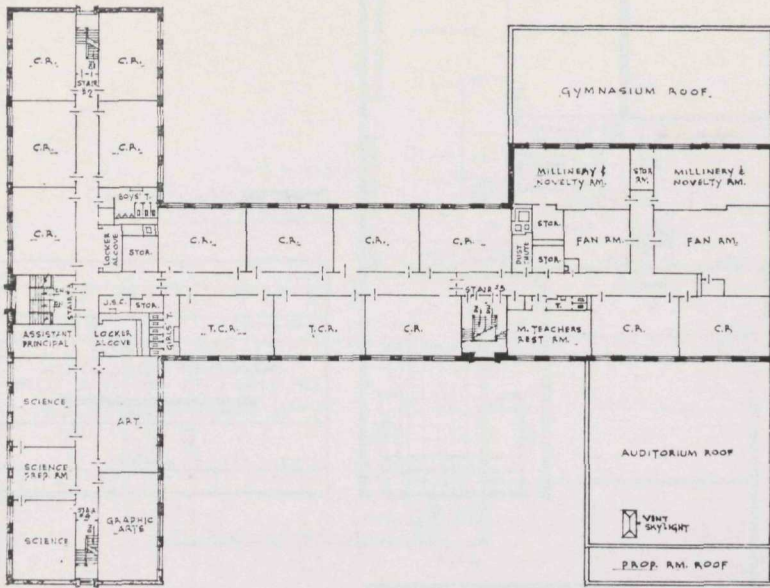 C.R.
C.R.
STAIR
GYMNASIUM ROOF.
C.R.
C.R.
MILLINERY &
NOVELTY RM.
STOR.
RM.
MILLINERY &
NOVELTY RM.
BOYS' T.
C.R.
LOCKER
ALCOVE
STOR.
C.R.
C.R.
C.R.
C.R.
DUST
CHUTE
STOR.
STOR.
FAN RM.
FAN RM.
STAIR
STAIR
J.S.C.
STOR.
ASSISTANT
PRINCIPAL
LOCKER
ALCOVE
GIRLS T.
T.C.R.
T.C.R.
C.R.
T.
M. TEACHERS
REST RM.
C.R.
C.R.
SCIENCE
ART
SCIENCE
PREP. RM
AUDITORIUM ROOF
SCIENCE
GRAPHIC
ARTS
VENT
SKYLIGHT
PROP. RM. ROOF